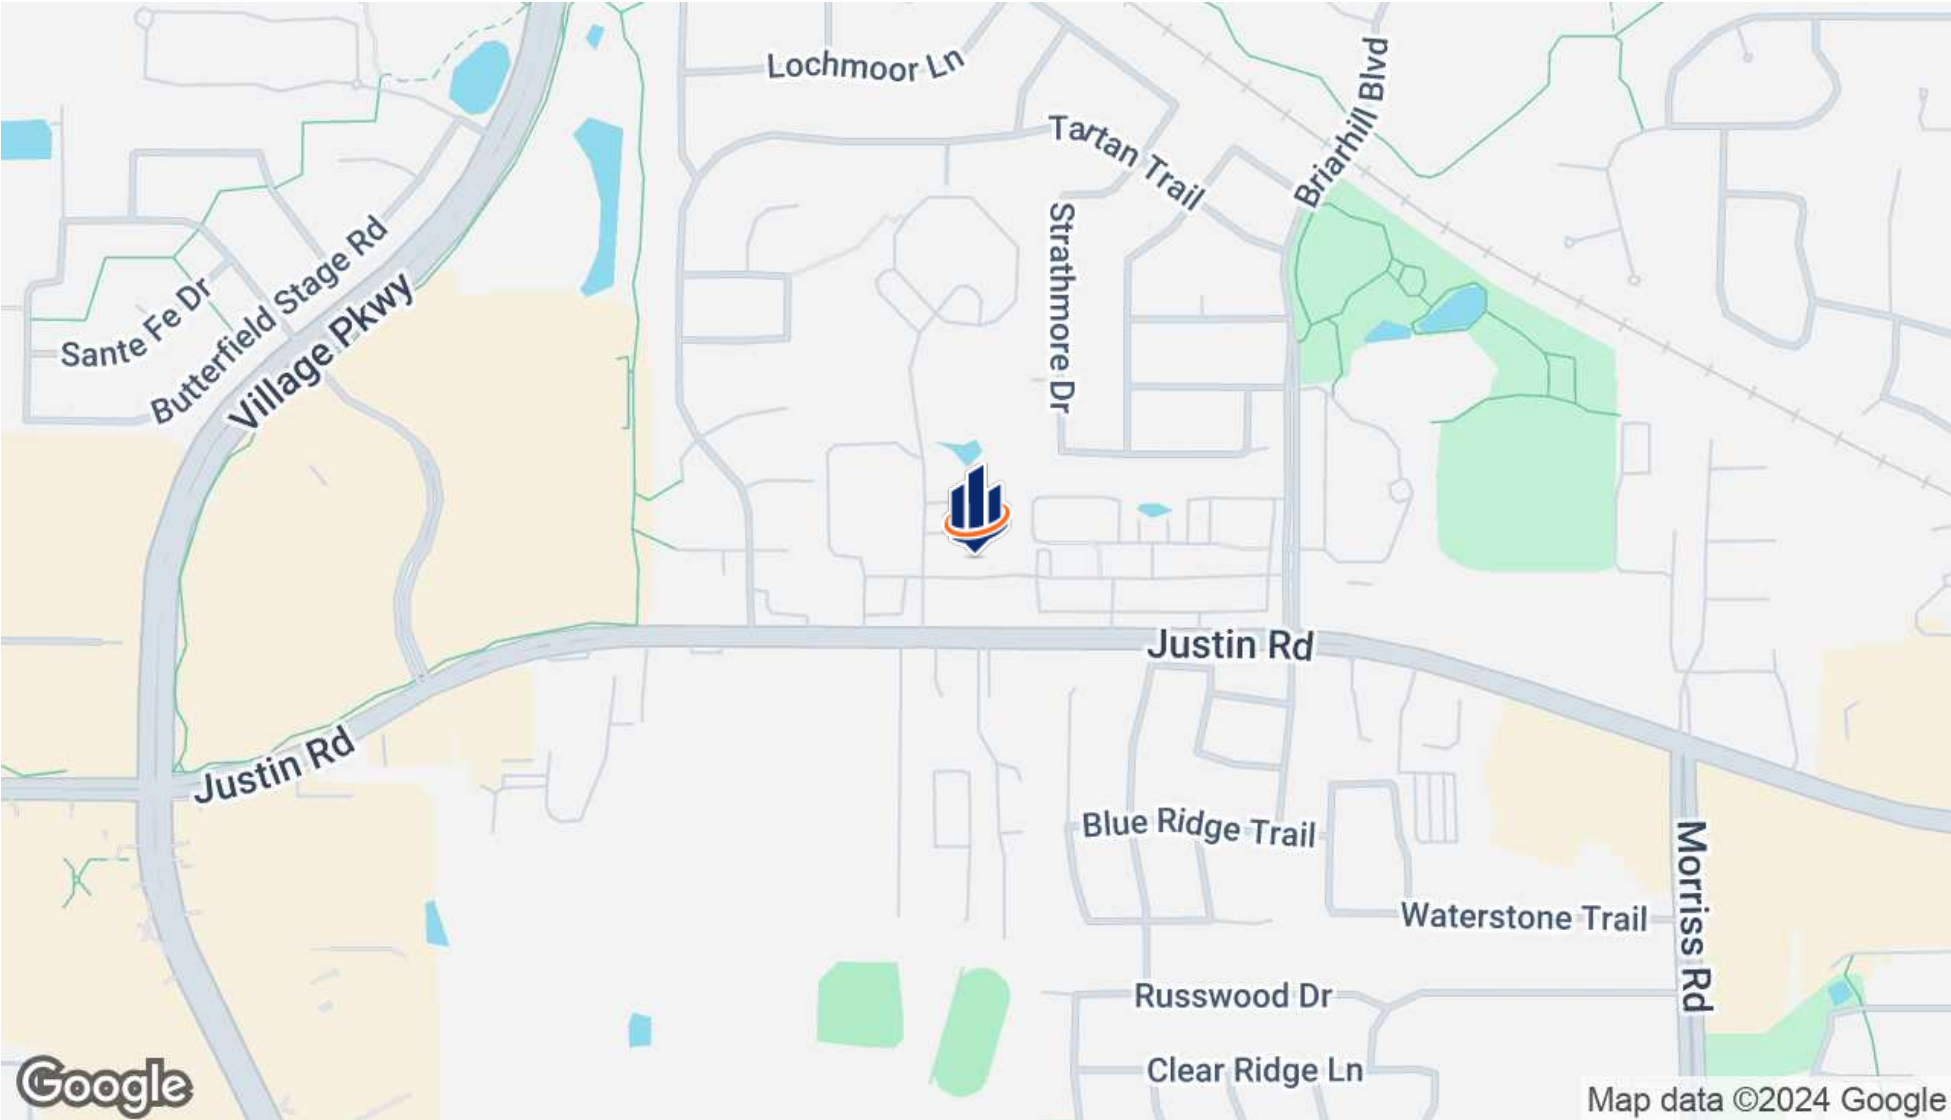 Lochmoor Ln
Briarhill Blvd
Tartan Trail
Strathmore Dr
Butterfield Stage Rd
Sante Fe Dr
Village Pkwy
Justin Rd
Justin Rd
Blue Ridge Trail
Morriss Rd
Waterstone Trail
Russwood Dr
Clear Ridge Ln
Google
Map data ©2024 Google